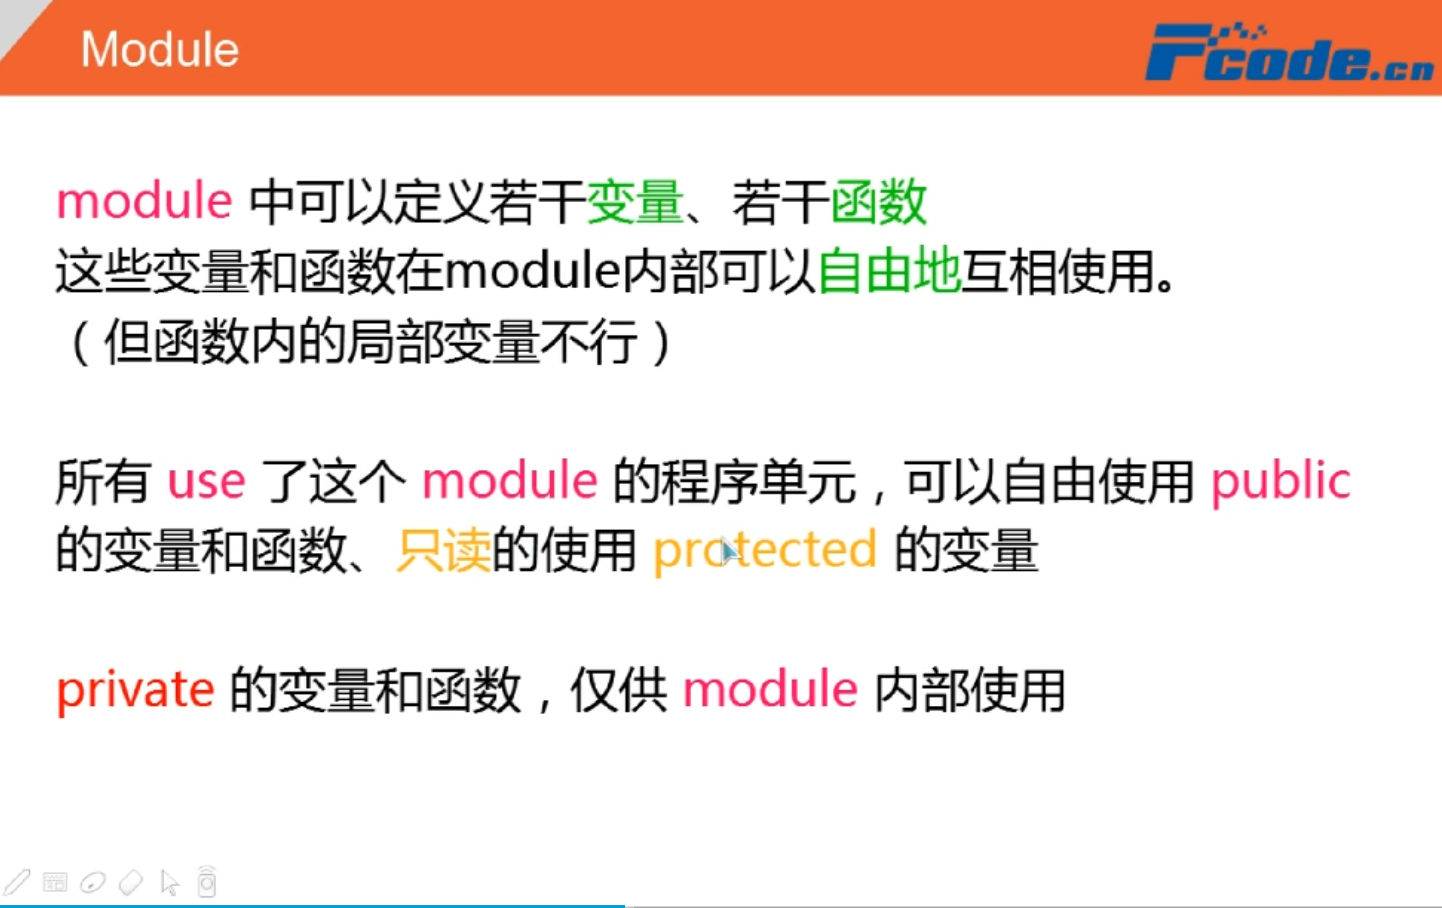 Module
Fcode.cn
module 中可以定义若干变量、若干函数
这些变量和函数在module内部可以自由地互相使用。
（但函数内的局部变量不行）
所有 use 了这个 module 的程序单元，可以自由使用 public
的变量和函数、只读的使用 protected 的变量
private 的变量和函数，仅供 module 内部使用